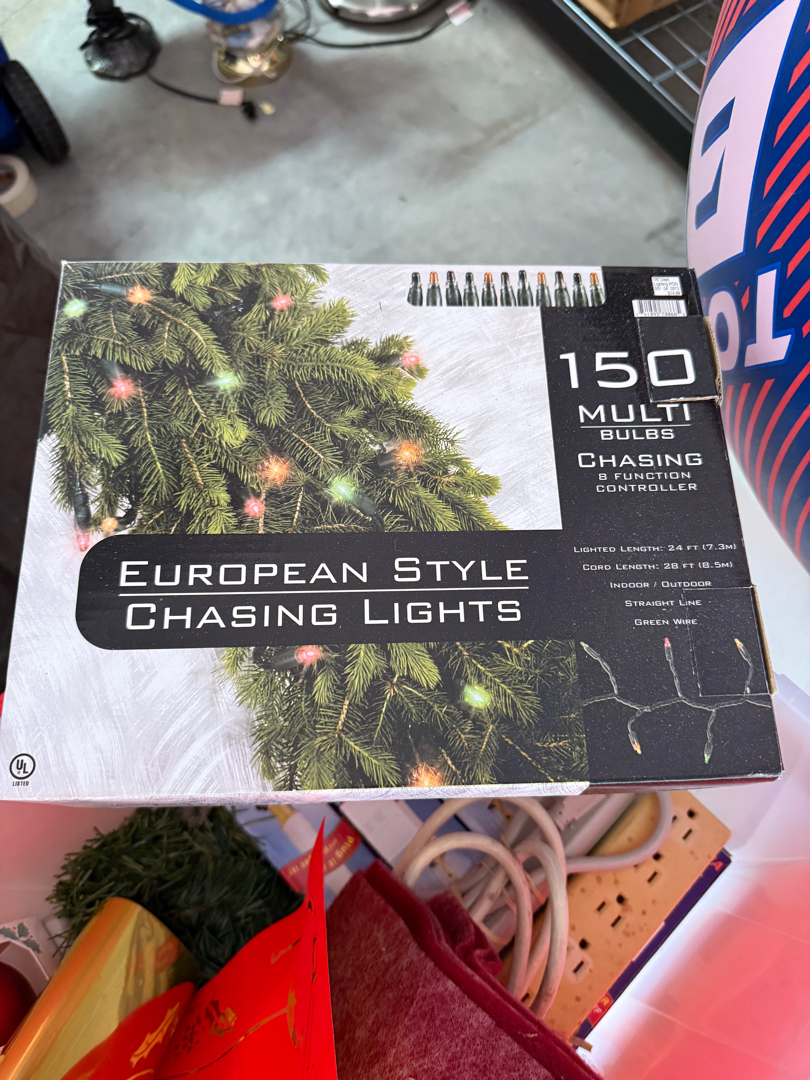 150
MULTI
BULBS
CHASING
8 FUNCTION
CONTROLLER
LIGHTED LENGTH: 24 FT (7.3M)
CORD LENGTH: 28 FT (8.5M)
INDOOR / OUTDOOR
STRAIGHT LINE
GREEN WIRE
EUROPEAN STYLE
CHASING LIGHTS
UL
LISTED